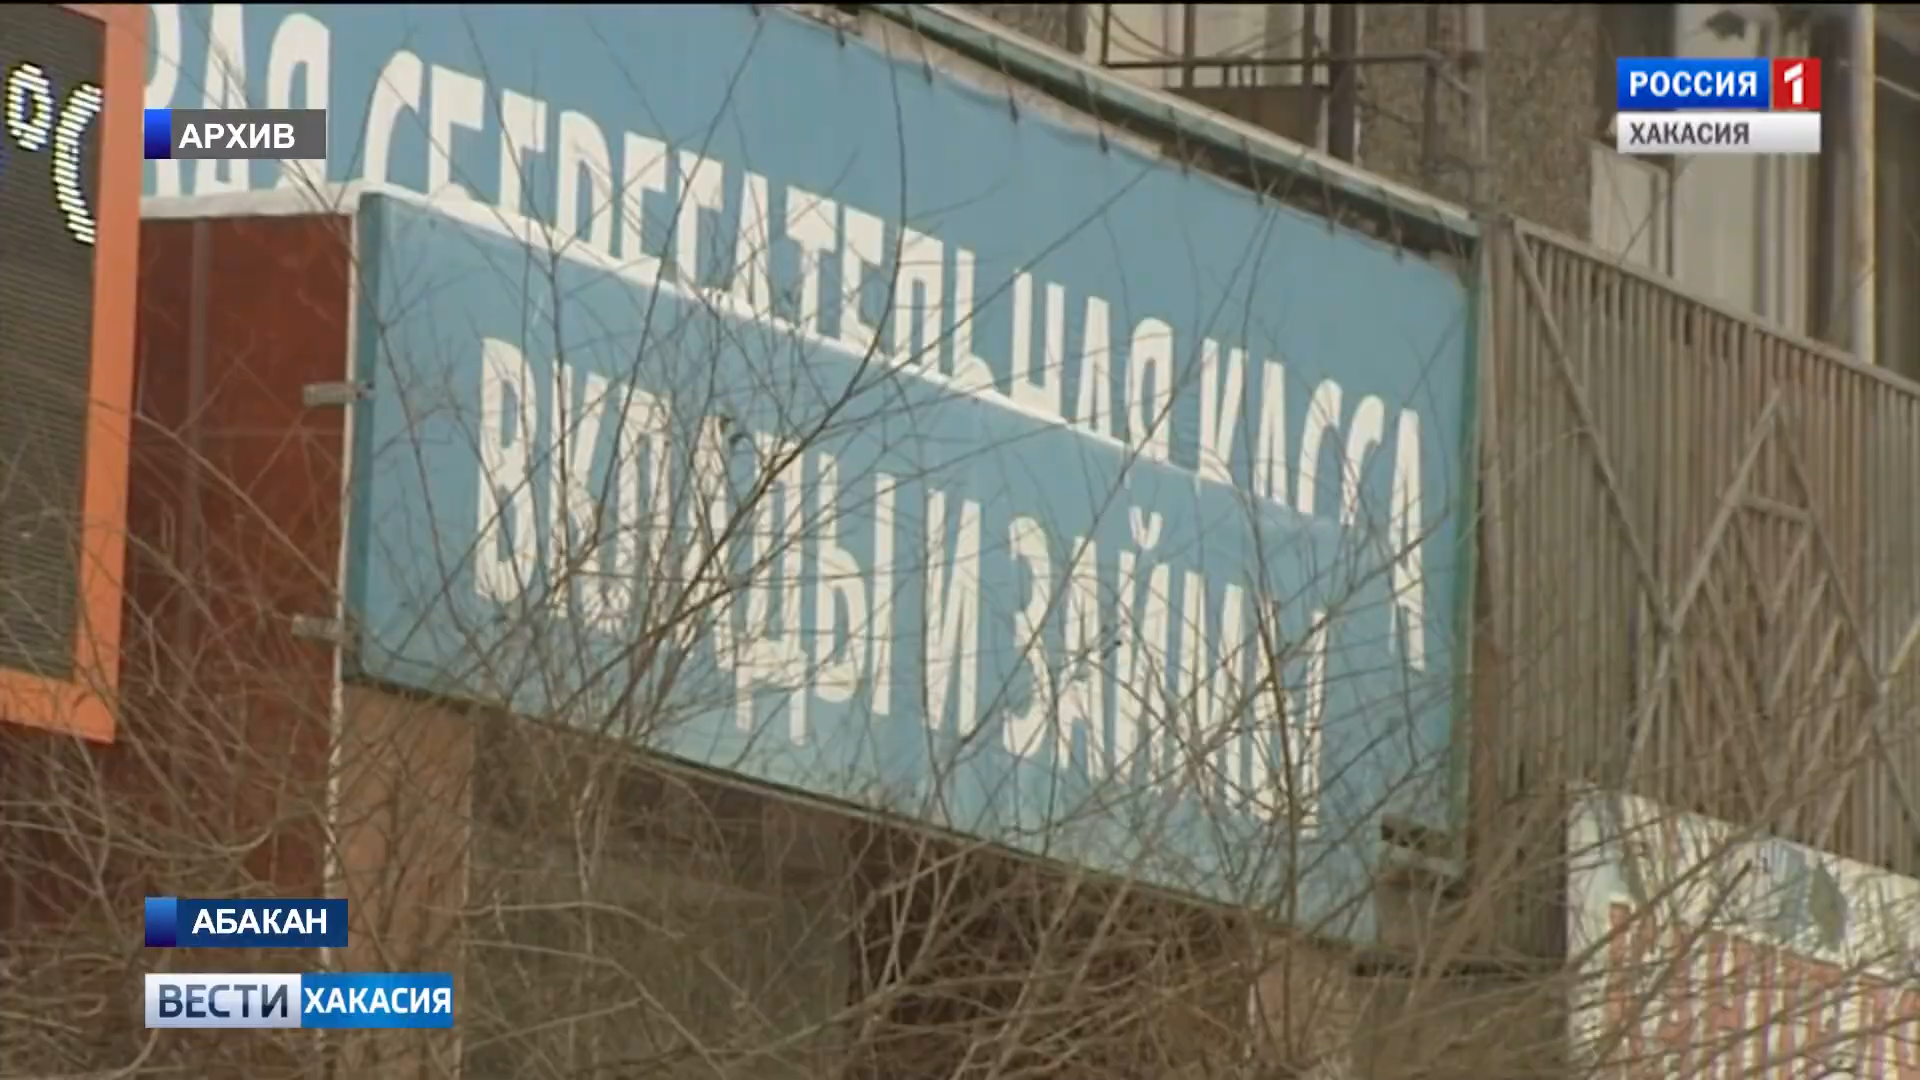 °C
АРХИВ
РОССИЯ 1
ХАКАСИЯ
СБЕРЕГАТЕЛЬНАЯ КАССА
ВКЛАДЫ И ЗАЙМЫ
АБАКАН
ВЕСТИ ХАКАСИЯ